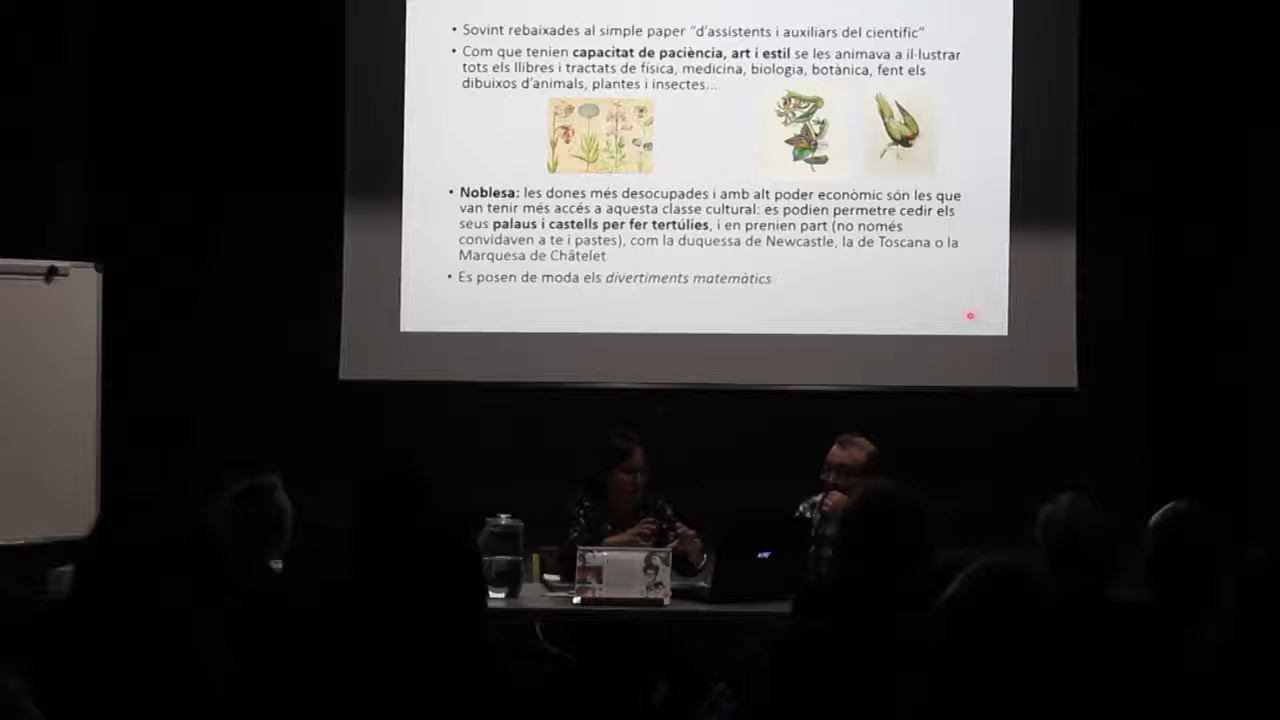 • Sovint rebaixades al simple paper “d’assistents i auxiliars del científic”
• Com que tenien capacitat de paciència, art i estil se les animava a il·lustrar
tots els llibres i tractats de física, medicina, biologia, botànica, fent els
dibuixos d’animals, plantes i insectes....
• Noblesa: les dones més desocupades i amb alt poder econòmic són les que
van tenir més accés a aquesta classe cultural: es podien permetre cedir els
seus palaus i castells per fer tertúlies, i en prenien part (no només
convidaven a te i pastes), com la duquessa de Newcastle, la de Toscana o la
Marquesa de Châtelet
• Es posen de moda els divertiments matemàtics